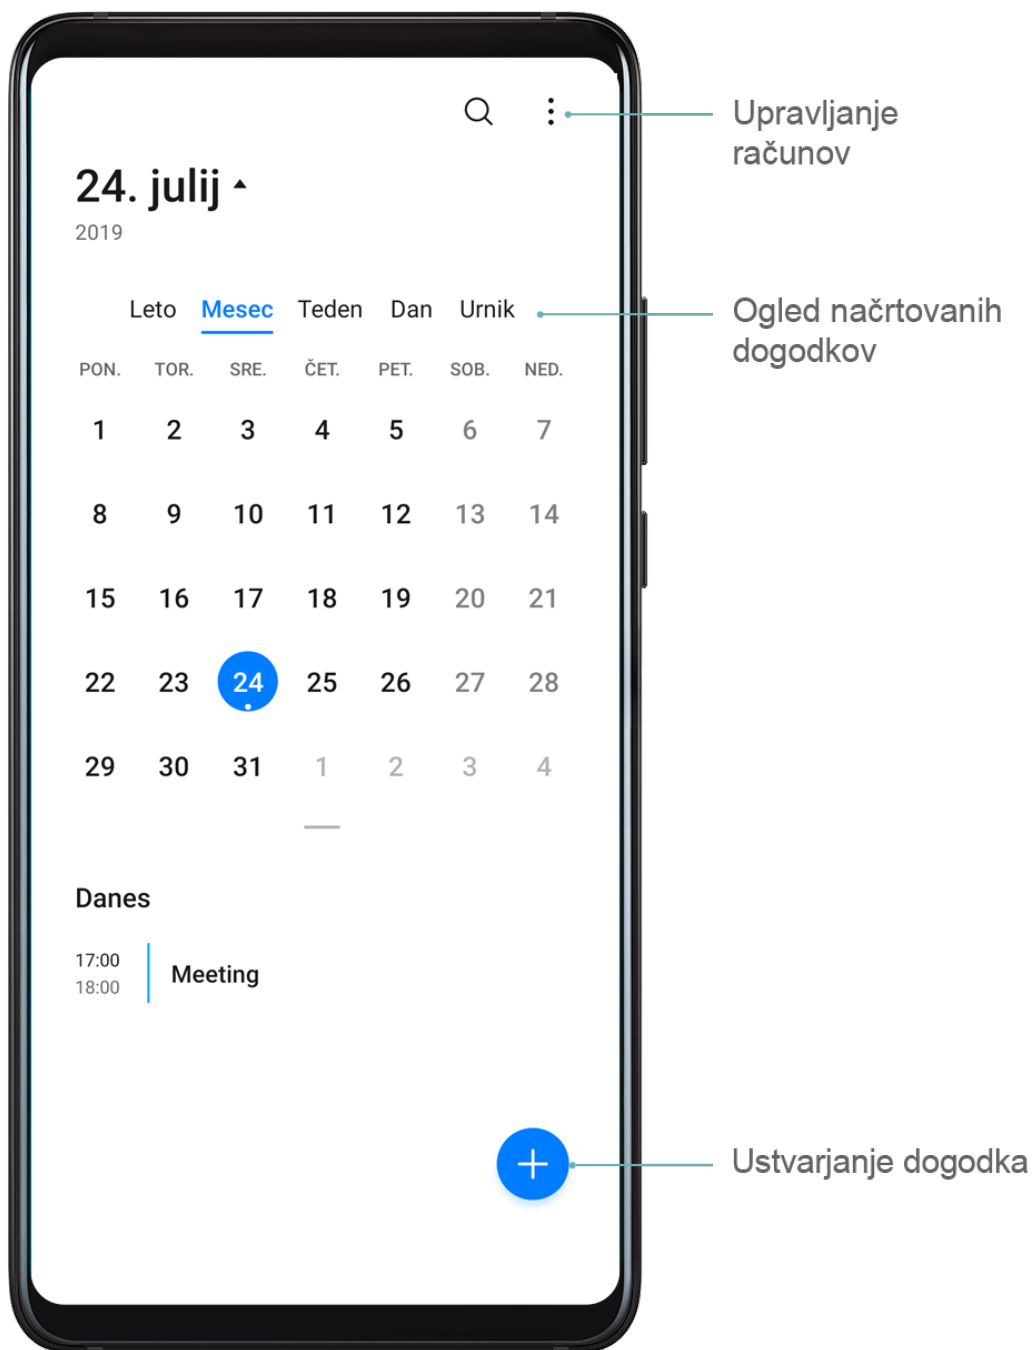 Upravljanje
računov
24. julij
2019
Leto Mesec Teden Dan Urnik
Ogled načrtovanih
dogodkov
PON. TOR. SRE. ČET. PET. SOB. NED.
1 2 3 4 5 6 7
8 9 10 11 12 13 14
15 16 17 18 19 20 21
22 23 24 25 26 27 28
29 30 31 1 2 3 4
Danes
17:00
18:00
Meeting
Ustvarjanje dogodka